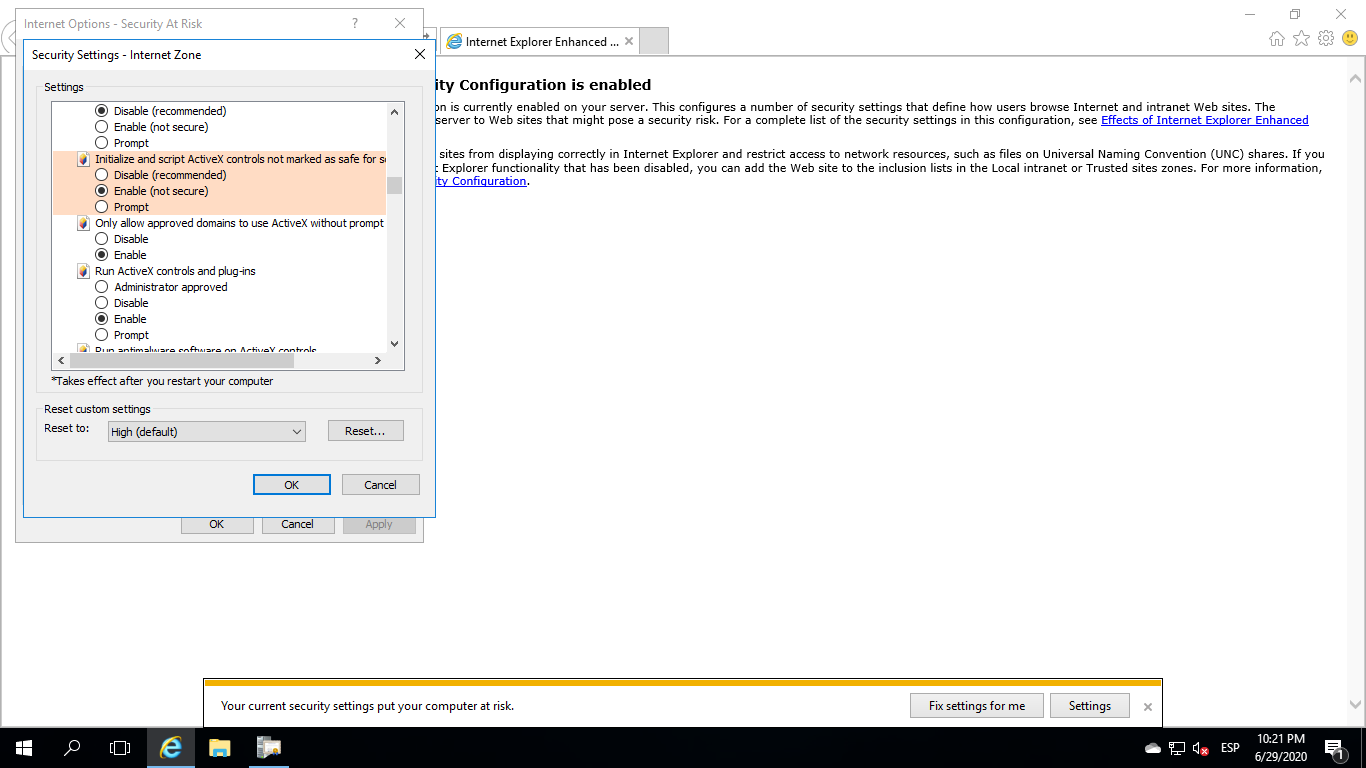 Internet Options - Security At Risk
?
Security Settings - Internet Zone
Internet Explorer Enhanced ...
Settings
Disable (recommended)
Enable (not secure)
Prompt
Initialize and script ActiveX controls not marked as safe for s
Disable (recommended)
Enable (not secure)
Prompt
Only allow approved domains to use ActiveX without prompt
Disable
Enable
Run ActiveX controls and plug-ins
Administrator approved
Disable
Enable
Prompt
Run antimalware software on ActiveX controls
*Takes effect after you restart your computer
Reset custom settings
Reset to:
High (default)
Reset...
OK
Cancel
OK
Cancel
Apply
ity Configuration is enabled
on is currently enabled on your server. This configures a number of security settings that define how users browse Internet and intranet Web sites. The
server to Web sites that might pose a security risk. For a complete list of the security settings in this configuration, see Effects of Internet Explorer Enhanced
sites from displaying correctly in Internet Explorer and restrict access to network resources, such as files on Universal Naming Convention (UNC) shares. If you
t Explorer functionality that has been disabled, you can add the Web site to the inclusion lists in the Local intranet or Trusted sites zones. For more information,
ity Configuration.
Your current security settings put your computer at risk.
Fix settings for me
Settings
ESP
10:21 PM
6/29/2020
1